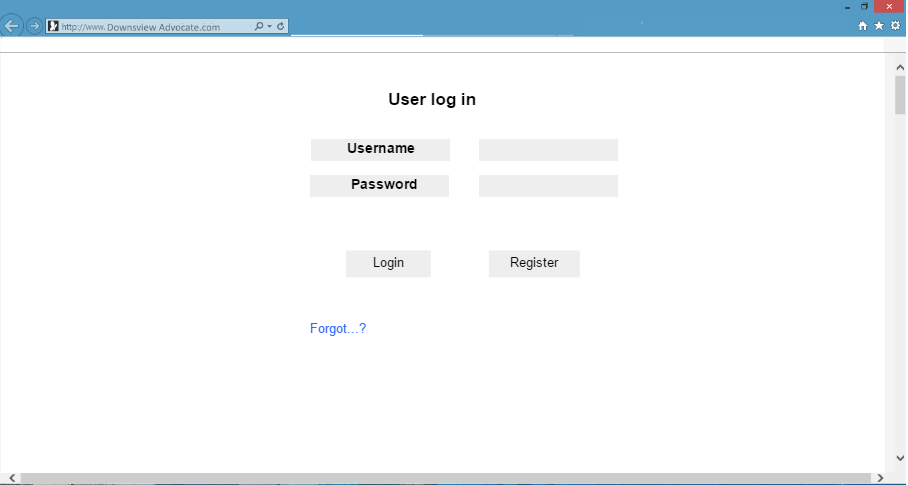 http://www. Downsview Advocate.com
User log in
Username
Password
Login Register
Forgot...?